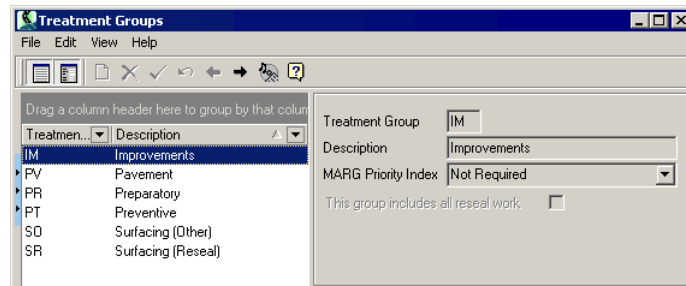 Treatment Groups
File Edit View Help
Drag a column header here to group by that colum
Treatmen... Description
IM Improvements
PV Pavement
PR Preparatory
PT Preventive
SO Surfacing (Other)
SR Surfacing (Reseal)
Treatment Group IM
Description Improvements
MARG Priority Index Not Required
This group includes all reseal work